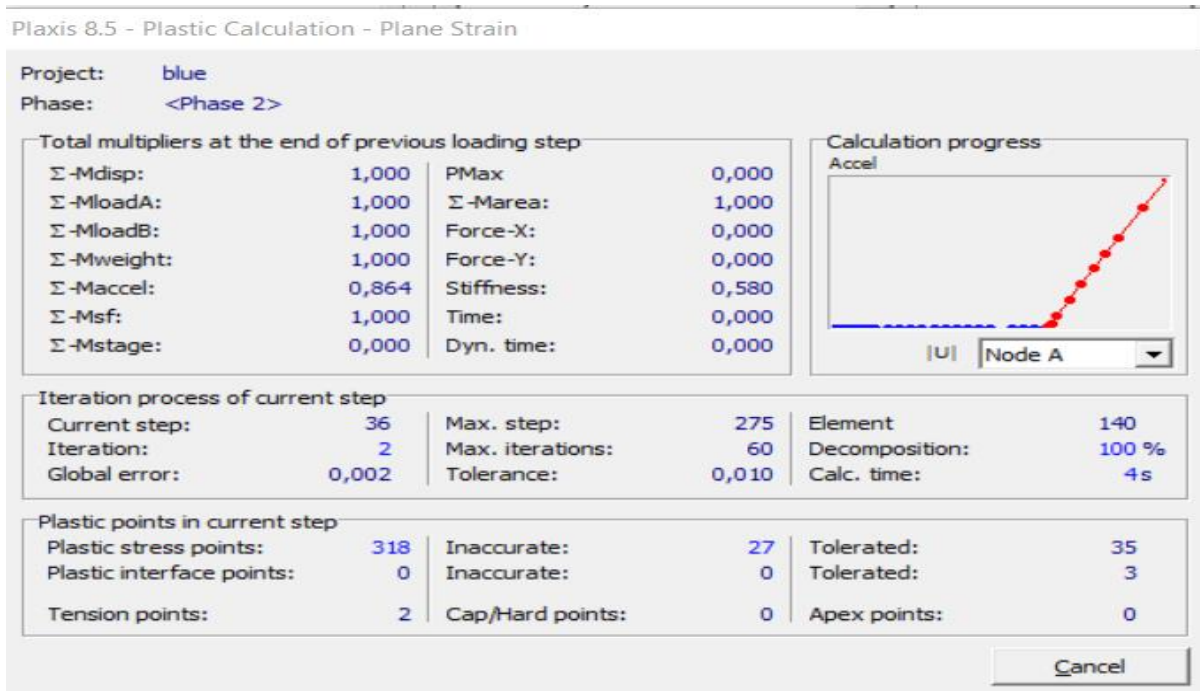 Plaxis 8.5 - Plastic Calculation - Plane Strain
Project: blue
Phase: <Phase 2>
Total multipliers at the end of previous loading step
Σ-Mdisp: 1,000 PMax 0,000
Σ-MloadA: 1,000 Σ-Marea: 1,000
Σ-MloadB: 1,000 Force-X: 0,000
Σ-Mweight: 1,000 Force-Y: 0,000
Σ-Maccel: 0,864 Stiffness: 0,580
Σ-Msf: 1,000 Time: 0,000
Σ-Mstage: 0,000 Dyn. time: 0,000
Calculation progress
Accel
|U| Node A
Iteration process of current step
Current step: 36 Max. step: 275 Element 140
Iteration: 2 Max. iterations: 60 Decomposition: 100 %
Global error: 0,002 Tolerance: 0,010 Calc. time: 4 s
Plastic points in current step
Plastic stress points: 318 Inaccurate: 27 Tolerated: 35
Plastic interface points: 0 Inaccurate: 0 Tolerated: 3
Tension points: 2 Cap/Hard points: 0 Apex points: 0
Cancel